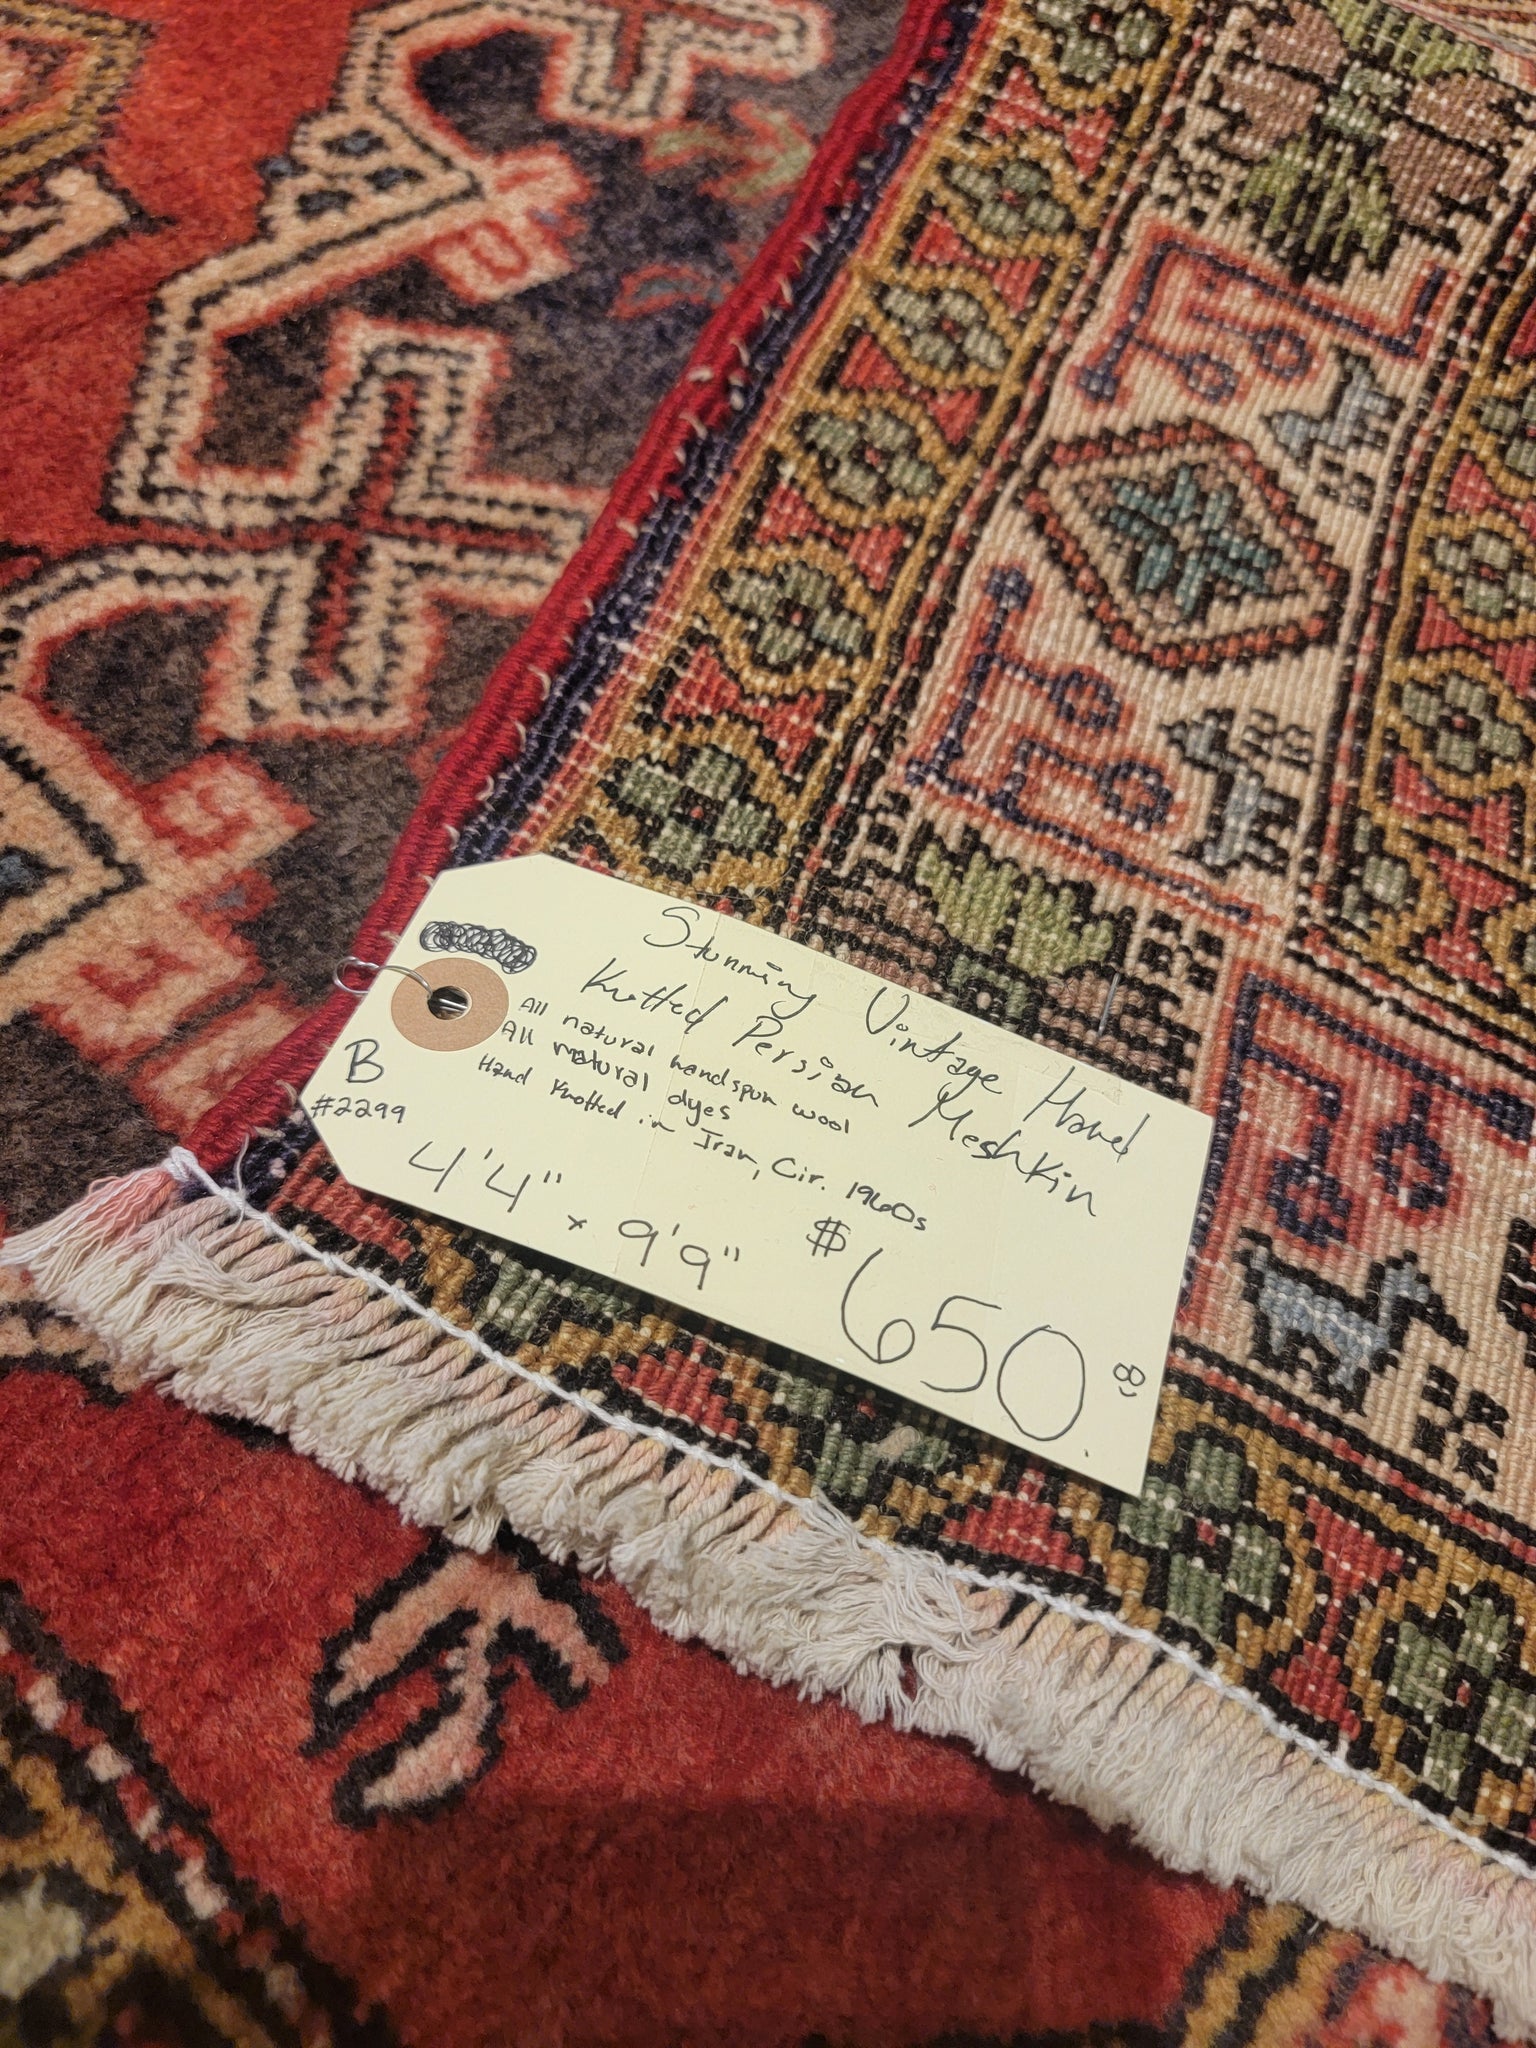 Stunning Vintage Hand
Knotted Persian Meshkin
All natural handspun wool
All natural dyes
Hand Knotted in Iran, Cir. 1960s
B
#2299
4'4" x 9'9"
$650.